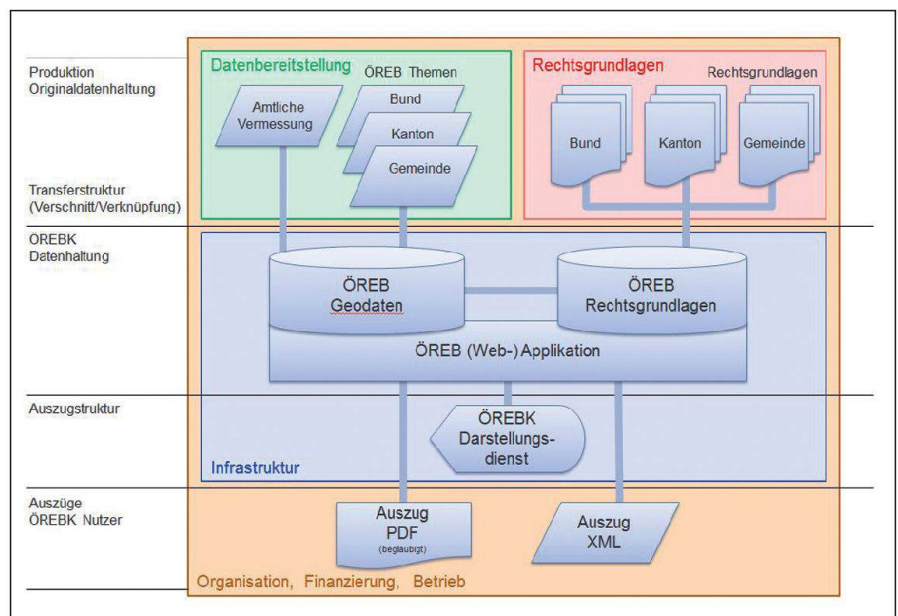 Produktion
Originaldatenhaltung
Transferstruktur
(Verschnitt/Verknüpfung)
ÖREBK
Datenhaltung
Auszugstruktur
Auszüge
ÖREBK Nutzer
Datenbereitstellung
ÖREB Themen
Amtliche
Vermessung
Bund
Kanton
Gemeinde
Rechtsgrundlagen
Rechtsgrundlagen
Bund
Kanton
Gemeinde
ÖREB
Geodaten
ÖREB
Rechtsgrundlagen
ÖREB (Web-) Applikation
ÖREBK
Darstellungs-
dienst
Infrastruktur
Auszug
PDF
(beglaubigt)
Auszug
XML
Organisation, Finanzierung, Betrieb